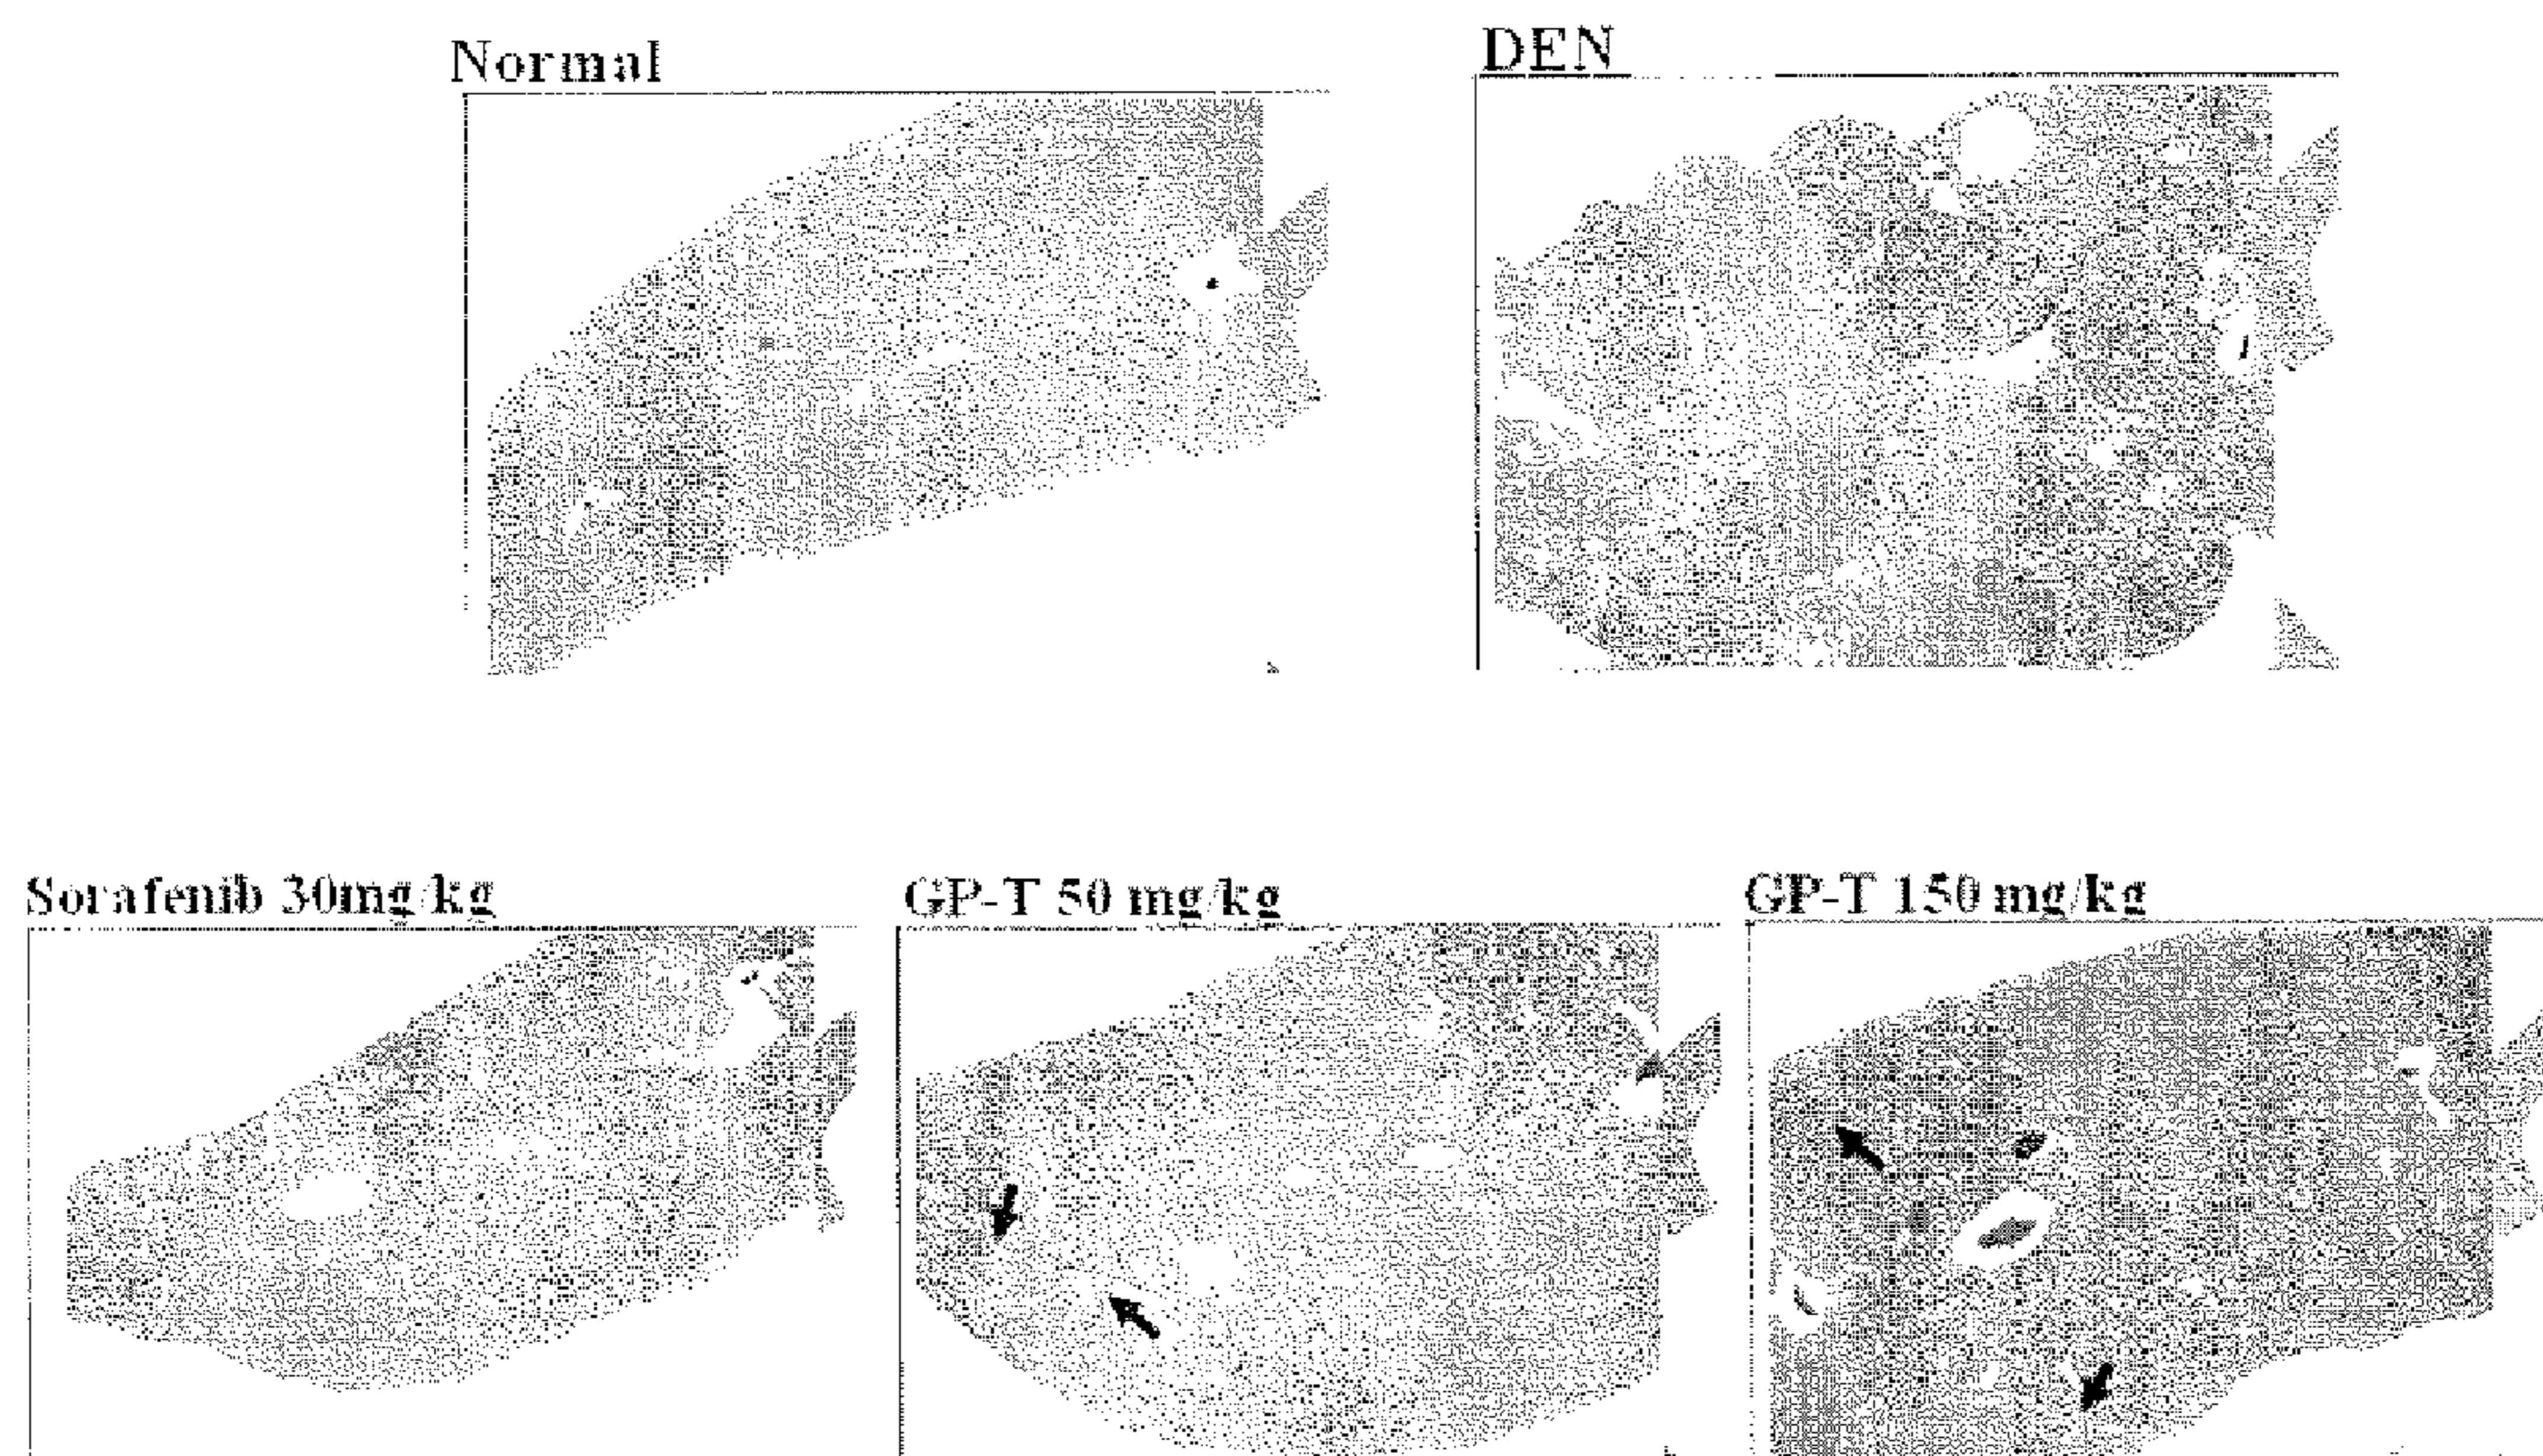 Normal
DEN
Sorafenib 30mg/kg
GP-T 50 mg/kg
GP-T 150 mg/kg